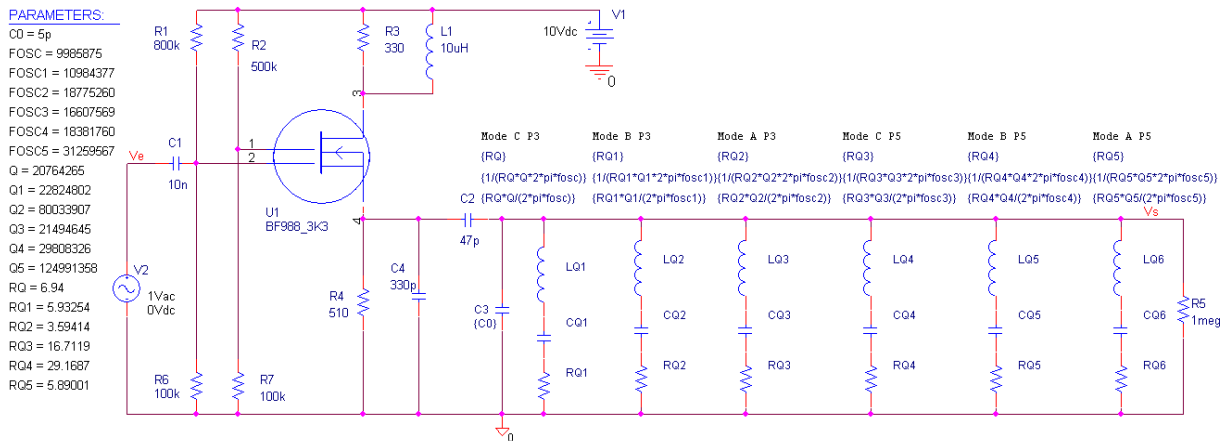 PARAMETERS:
C0 = 5p
FOSC = 9985875
FOSC1 = 10984377
FOSC2 = 18775260
FOSC3 = 16607569
FOSC4 = 18381760
FOSC5 = 31259567
Q = 20764265
Q1 = 22824802
Q2 = 80033907
Q3 = 21494645
Q4 = 29808326
Q5 = 124991358
RQ = 6.94
RQ1 = 5.93254
RQ2 = 3.59414
RQ3 = 16.7119
RQ4 = 29.1687
RQ5 = 5.89001
R1
800k
R2
500k
R3
330
L1
10uH
V1
10Vdc
0
3
1
2
Ve
C1
10n
U1
BF988_3K3
V2
1Vac
0Vdc
4
C2
47p
R4
510
C4
330p
C3
{C0}
R6
100k
R7
100k
0
Mode C P3
{RQ}
{1/(RQ*Q*2*pi*fosc)}
{RQ*Q/(2*pi*fosc)}
LQ1
CQ1
RQ1
Mode B P3
{RQ1}
{1/(RQ1*Q1*2*pi*fosc1)}
{RQ1*Q1/(2*pi*fosc1)}
LQ2
CQ2
RQ2
Mode A P3
{RQ2}
{1/(RQ2*Q2*2*pi*fosc2)}
{RQ2*Q2/(2*pi*fosc2)}
LQ3
CQ3
RQ3
Mode C P5
{RQ3}
{1/(RQ3*Q3*2*pi*fosc3)}
{RQ3*Q3/(2*pi*fosc3)}
LQ4
CQ4
RQ4
Mode B P5
{RQ4}
{1/(RQ4*Q4*2*pi*fosc4)}
{RQ4*Q4/(2*pi*fosc4)}
LQ5
CQ5
RQ5
Mode A P5
{RQ5}
{1/(RQ5*Q5*2*pi*fosc5)}
{RQ5*Q5/(2*pi*fosc5)}
Vs
LQ6
CQ6
RQ6
R5
1meg